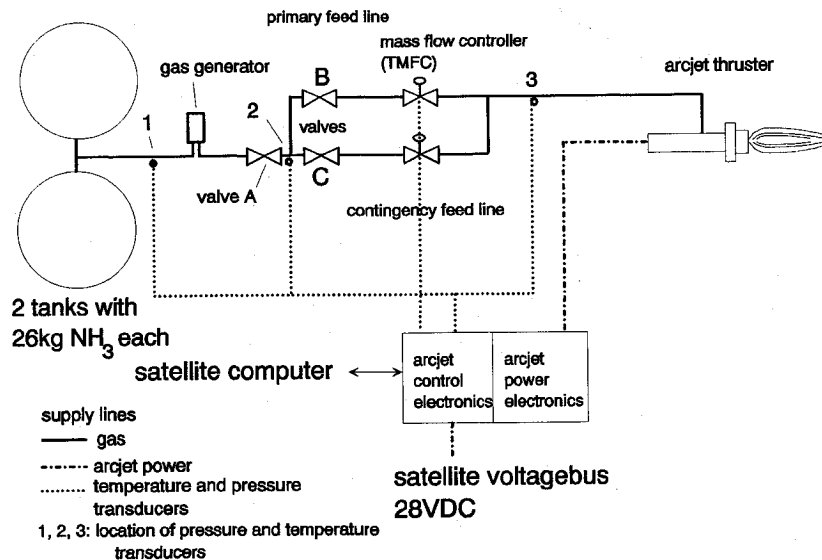 primary feed line
mass flow controller
(TMFC)
arcjet thruster
gas generator
B
3
1
2
valves
valve A
C
contingency feed line
2 tanks with
26kg NH3 each
satellite computer
arcjet
control
electronics
arcjet
power
electronics
supply lines
gas
arcjet power
temperature and pressure
transducers
satellite voltagebus
28VDC
1, 2, 3: location of pressure and temperature
transducers